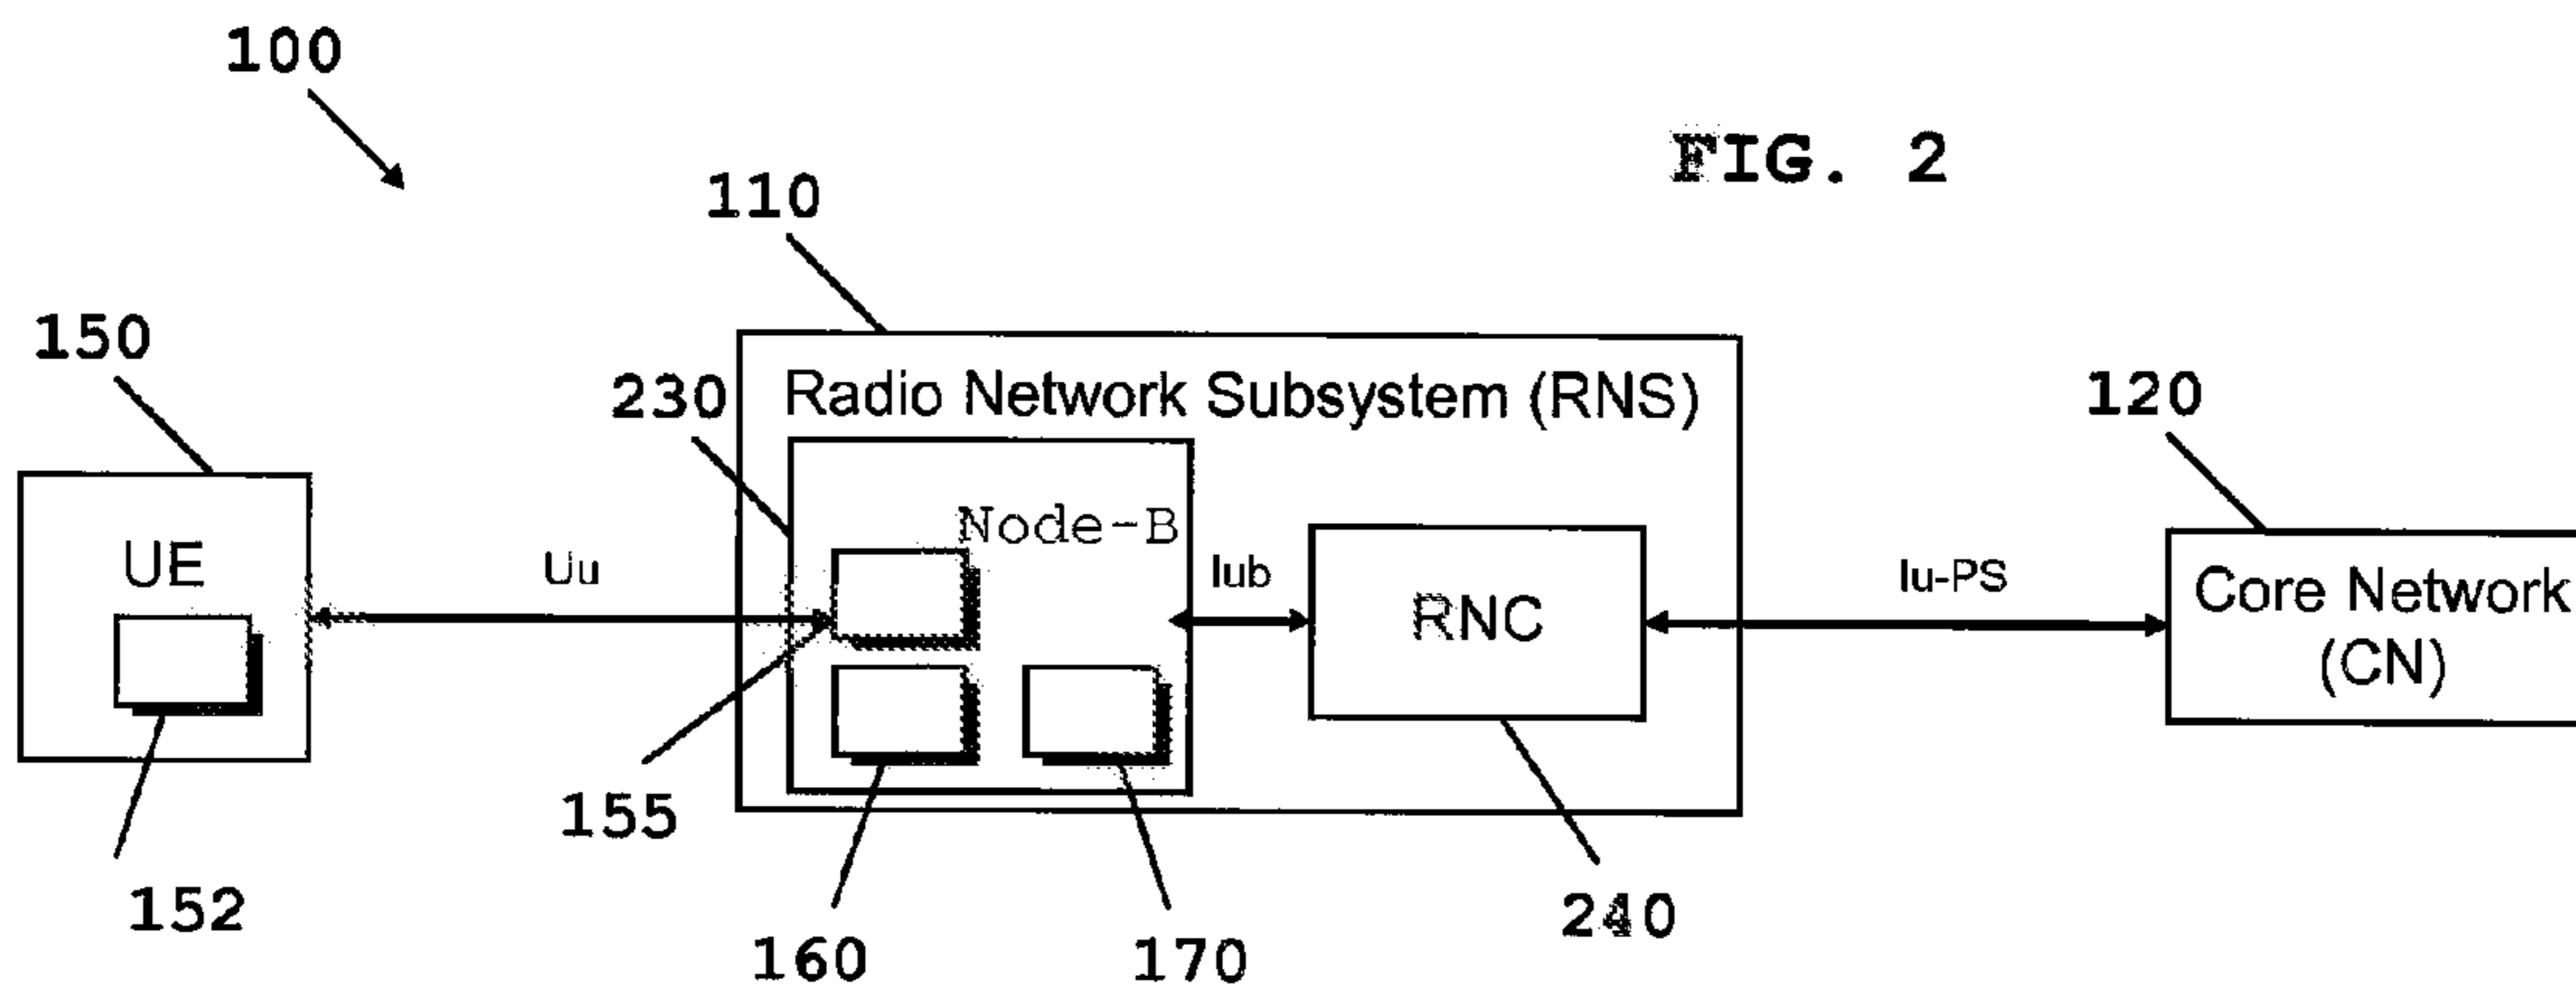 100
FIG. 2
110
150
230
Radio Network Subsystem (RNS)
120
Node-B
UE
Uu
Iub
RNC
Iu-PS
Core Network
(CN)
155
152
160
170
240